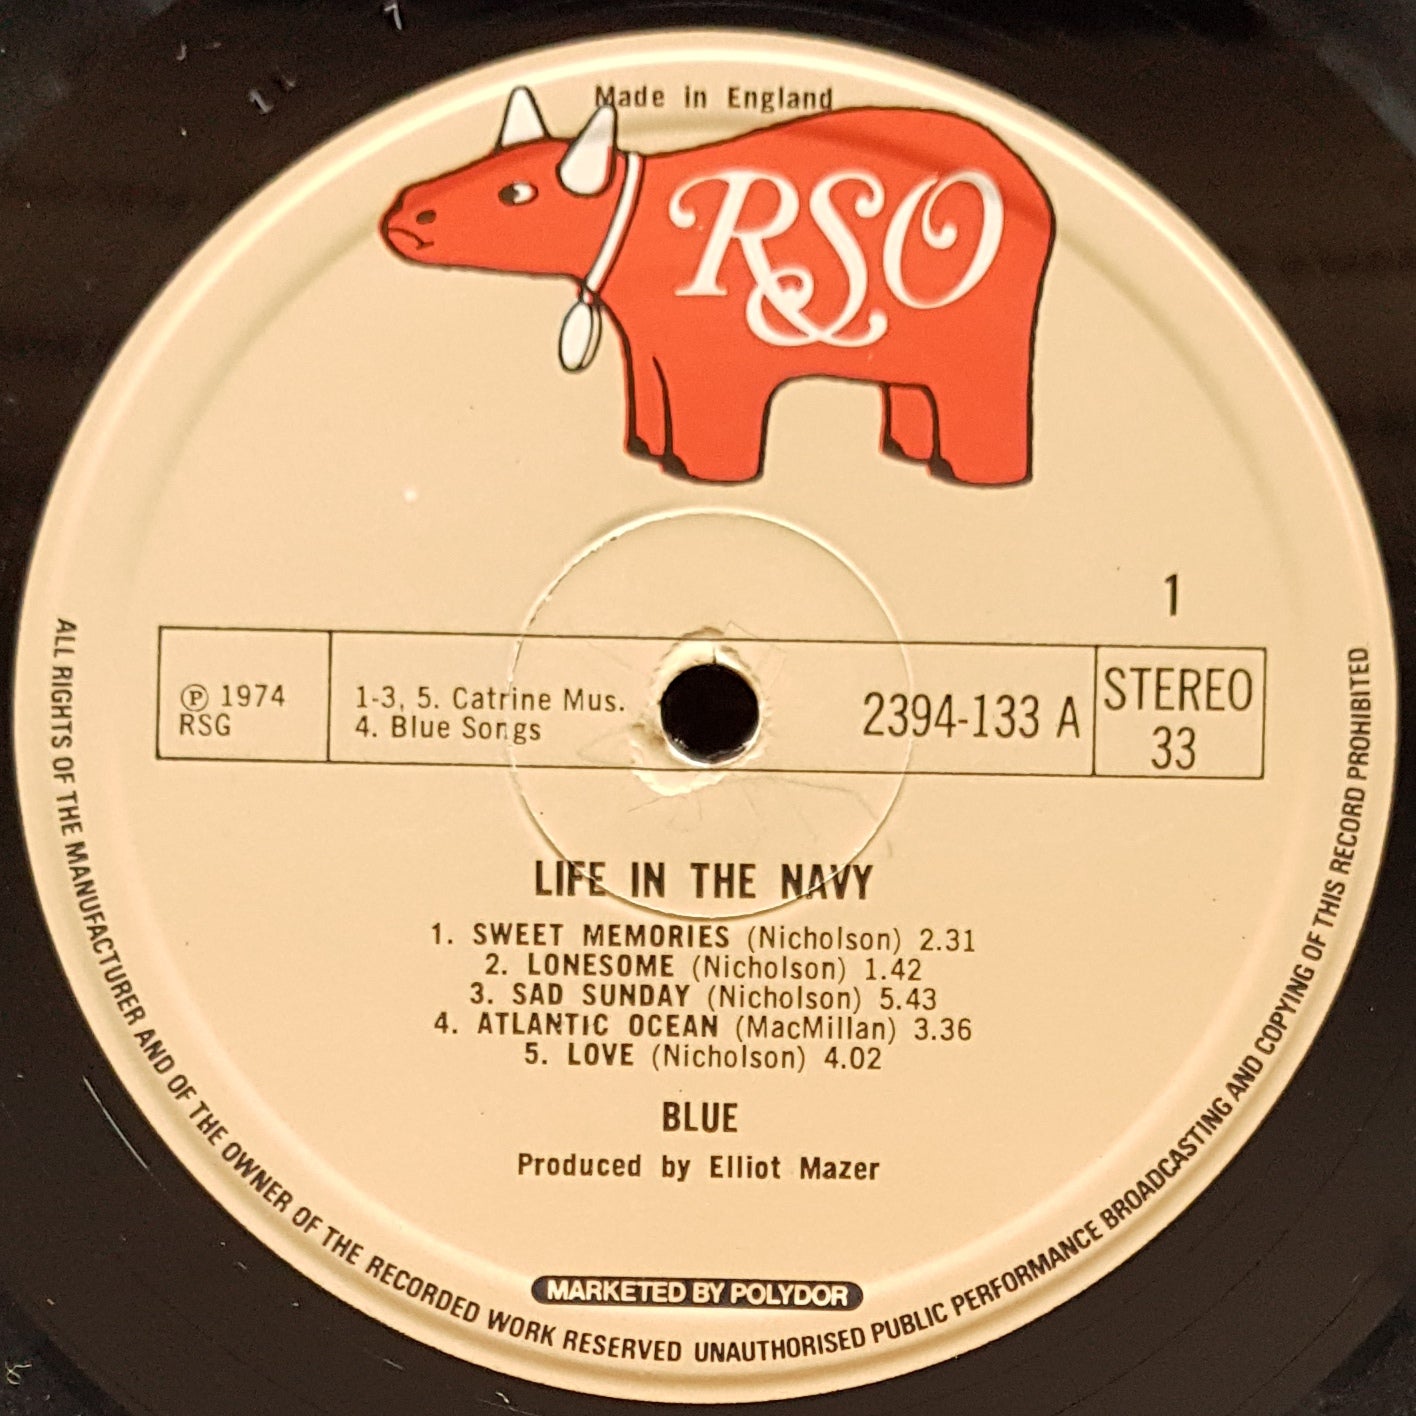 Made in England
RSO
1
℗ 1974
RSG
1-3, 5. Catrine Mus.
4. Blue Songs
2394-133 A
STEREO
33
LIFE IN THE NAVY
1. SWEET MEMORIES (Nicholson) 2.31
2. LONESOME (Nicholson) 1.42
3. SAD SUNDAY (Nicholson) 5.43
4. ATLANTIC OCEAN (MacMillan) 3.36
5. LOVE (Nicholson) 4.02
BLUE
Produced by Elliot Mazer
MARKETED BY POLYDOR
ALL RIGHTS OF THE MANUFACTURER AND OF THE OWNER OF THE RECORDED WORK RESERVED UNAUTHORISED PUBLIC PERFORMANCE BROADCASTING AND COPYING OF THIS RECORD PROHIBITED